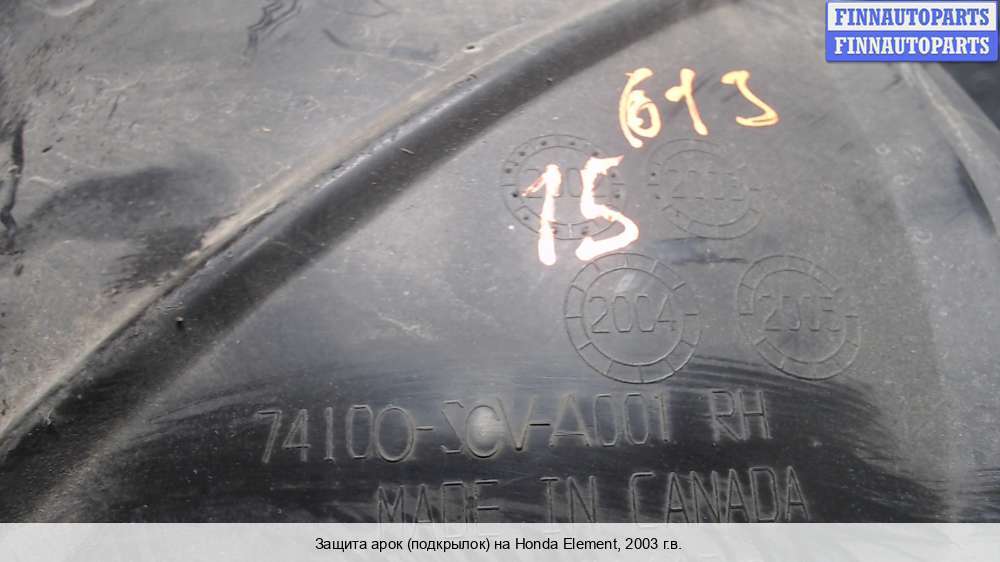 FINNAUTOPARTS
FINNAUTOPARTS
15
2002 2003
2004 2005
74100-SCV-A001 RH
MADE IN CANADA
Защита арок (подкрылок) на Honda Element, 2003 г.в.